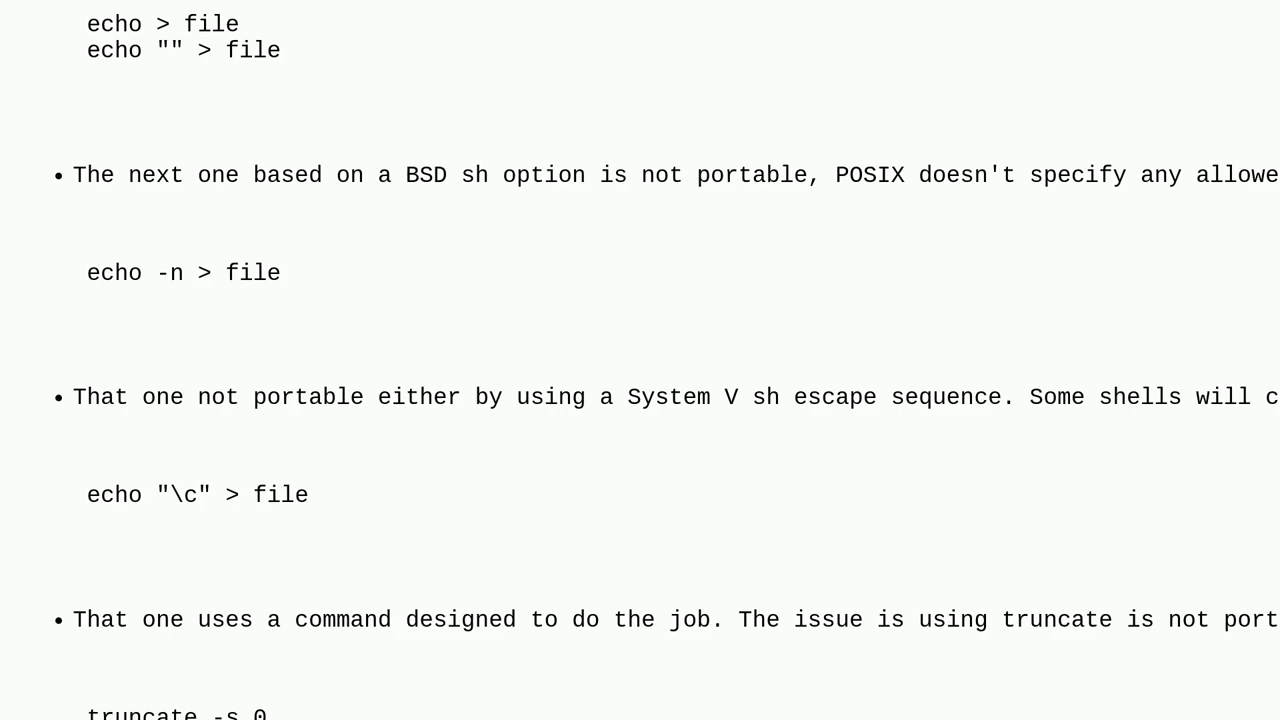 echo > file
echo "" > file
• The next one based on a BSD sh option is not portable, POSIX doesn't specify any allowe
echo -n > file
• That one not portable either by using a System V sh escape sequence. Some shells will c
echo "\c" > file
• That one uses a command designed to do the job. The issue is using truncate is not port
truncate -s 0